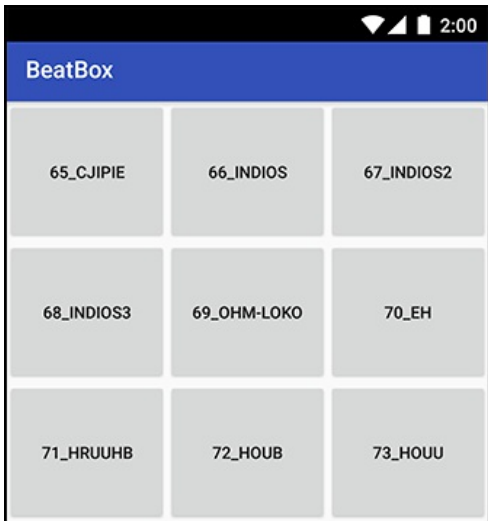 2:00
BeatBox
65_CJIPIE 66_INDIOS 67_INDIOS2
68_INDIOS3 69_OHM-LOKO 70_EH
71_HRUUHB 72_HOUB 73_HOUU